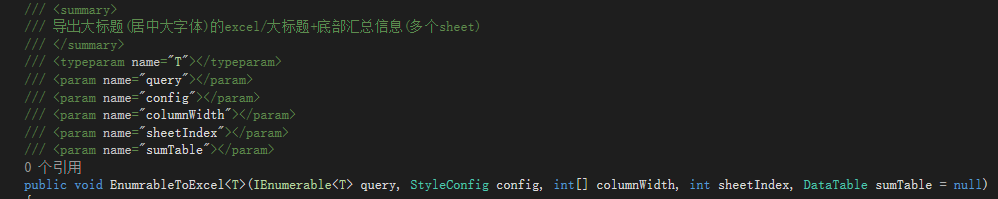 /// <summary>
/// 导出大标题(居中大字体)的excel/大标题+底部汇总信息(多个sheet)
/// </summary>
/// <typeparam name="T"></typeparam>
/// <param name="query"></param>
/// <param name="config"></param>
/// <param name="columnWidth"></param>
/// <param name="sheetIndex"></param>
/// <param name="sumTable"></param>
0 个引用
public void EnumrableToExcel<T>(IEnumerable<T> query, StyleConfig config, int[] columnWidth, int sheetIndex, DataTable sumTable = null)
{